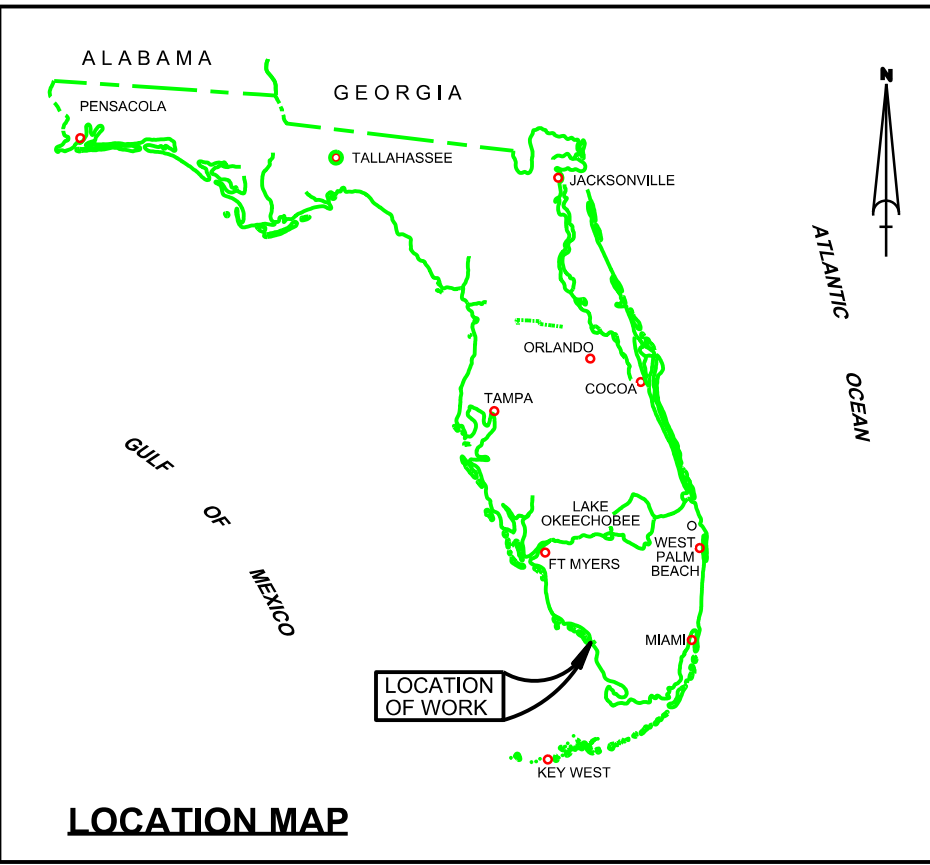 ALABAMA
GEORGIA
N
PENSACOLA
TALLAHASSEE
JACKSONVILLE
ATLANTIC
OCEAN
ORLANDO
COCOA
TAMPA
GULF
OF
MEXICO
LAKE
OKEECHOBEE
WEST
PALM
BEACH
FT MYERS
MIAMI
LOCATION
OF WORK
KEY WEST
LOCATION MAP